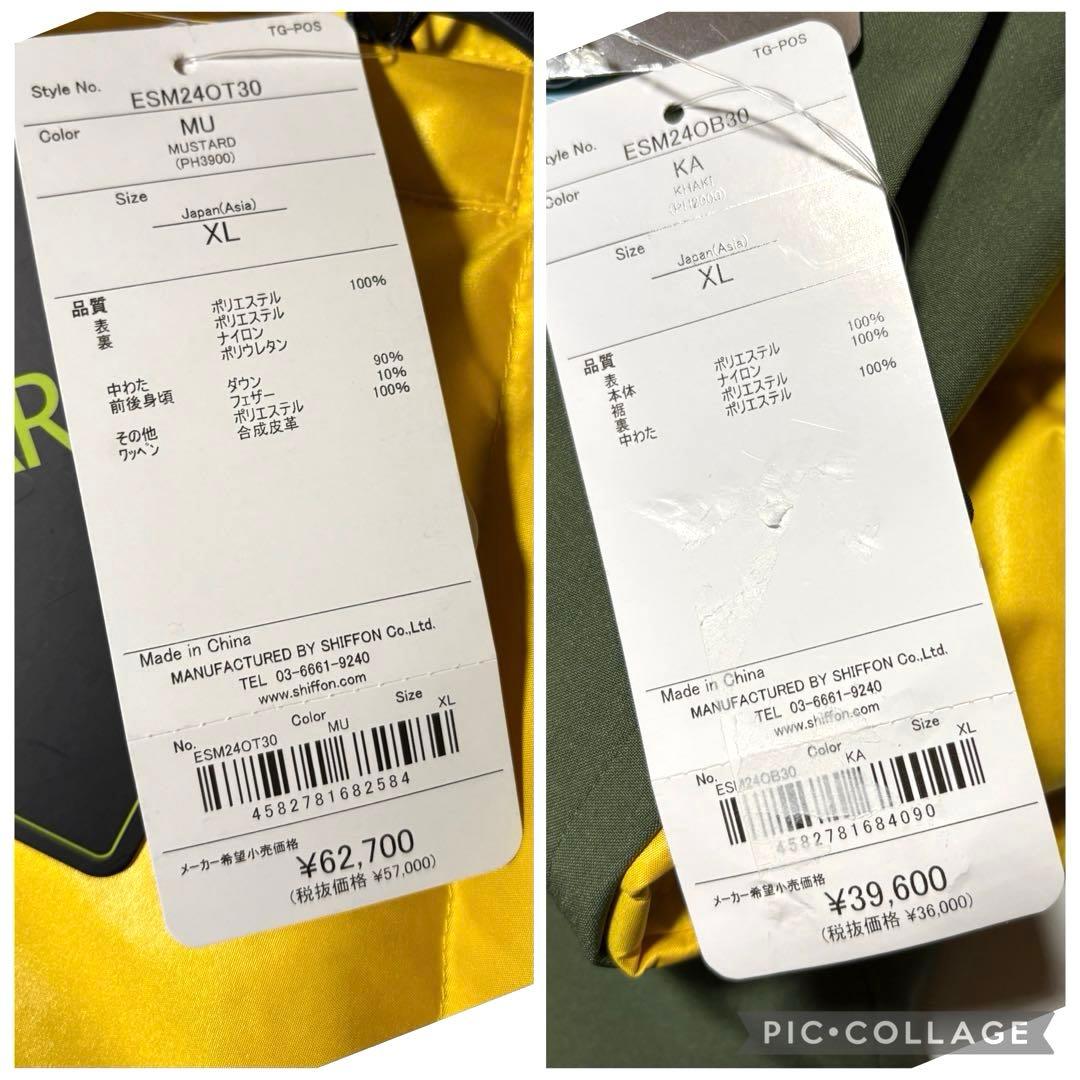 TG-POS
Style No. ESM24OT30
Color MU
MUSTARD
(PH3900)
Size Japan(Asia)
XL
品質
表 ポリエステル 100%
裏 ポリエステル
ナイロン
ポリウレタン
中わた
前後身頃 ダウン 90%
フェザー 10%
その他 ポリエステル 100%
ワッペン 合成皮革
Made in China
MANUFACTURED BY SHIFFON Co.,Ltd.
TEL 03-6661-9240
www.shiffon.com
No. Color Size
ESM24OT30 MU XL
4582781682584
メーカー希望小売価格
¥62,700
(税抜価格 ¥57,000)
AR
TG-POS
Style No. ESM24OB30
Color KA
KHAKI
Size Japan(Asia)
XL
品質
表
本体 ポリエステル 100%
裾 ナイロン 100%
裏 ポリエステル
中わた ポリエステル 100%
Made in China
MANUFACTURED BY SHIFFON Co.,Ltd.
TEL 03-6661-9240
www.shiffon.com
No. Color Size
ESM24OB30 KA XL
4582781684090
メーカー希望小売価格
¥39,600
(税抜価格 ¥36,000)
PIC•COLLAGE